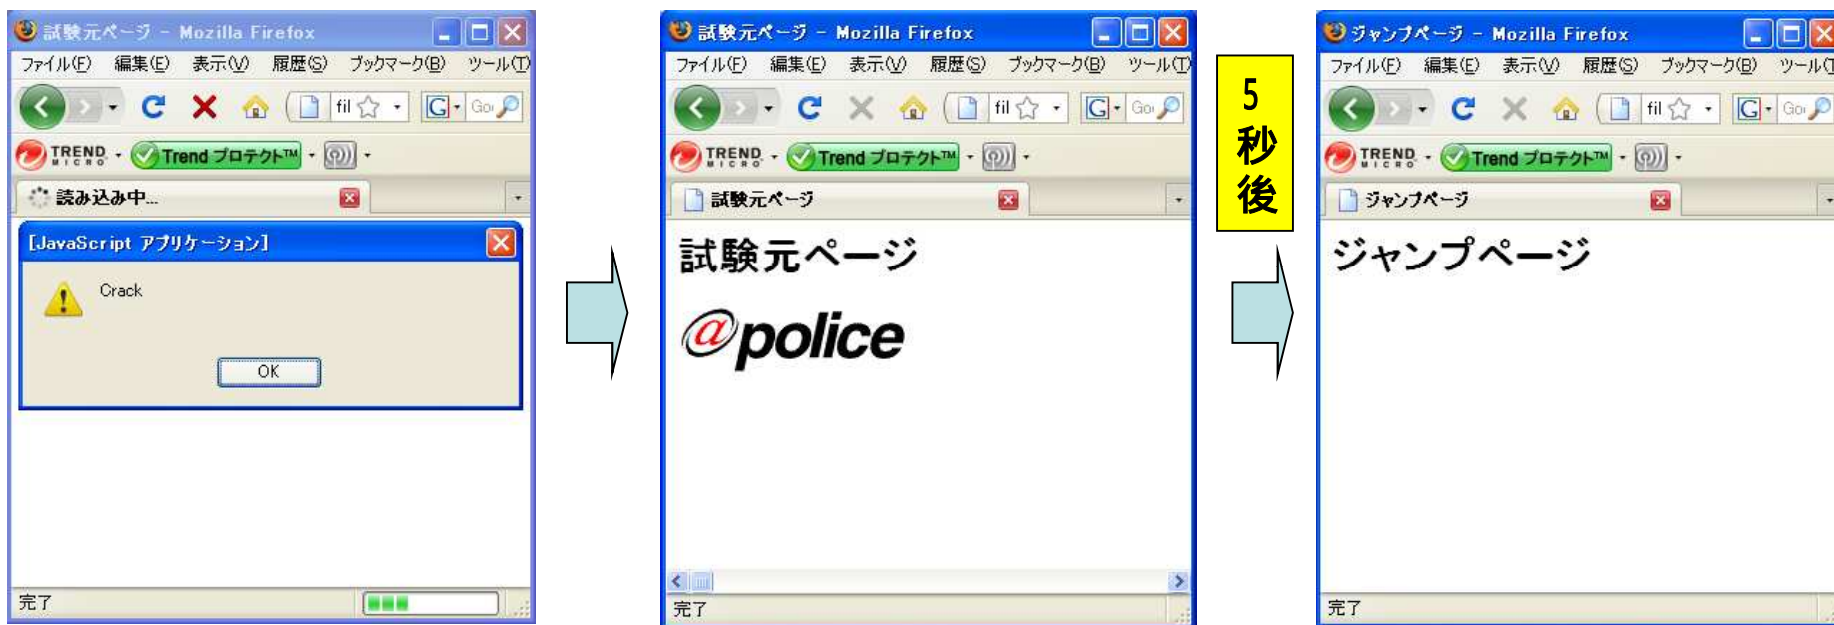 試験元ページ - Mozilla Firefox
ファイル(F) 編集(E) 表示(V) 履歴(S) ブックマーク(B) ツール(T)
fil G Go
TREND MICRO Trend プロテクト™
読み込み中...
[JavaScript アプリケーション]
Crack
OK
完了
試験元ページ - Mozilla Firefox
ファイル(F) 編集(E) 表示(V) 履歴(S) ブックマーク(B) ツール(T)
fil G Go
TREND MICRO Trend プロテクト™
試験元ページ
試験元ページ
@police
完了
5秒後
ジャンプページ - Mozilla Firefox
ファイル(F) 編集(E) 表示(V) 履歴(S) ブックマーク(B) ツール(T
fil G Go
TREND MICRO Trend プロテクト™
ジャンプページ
ジャンプページ
完了